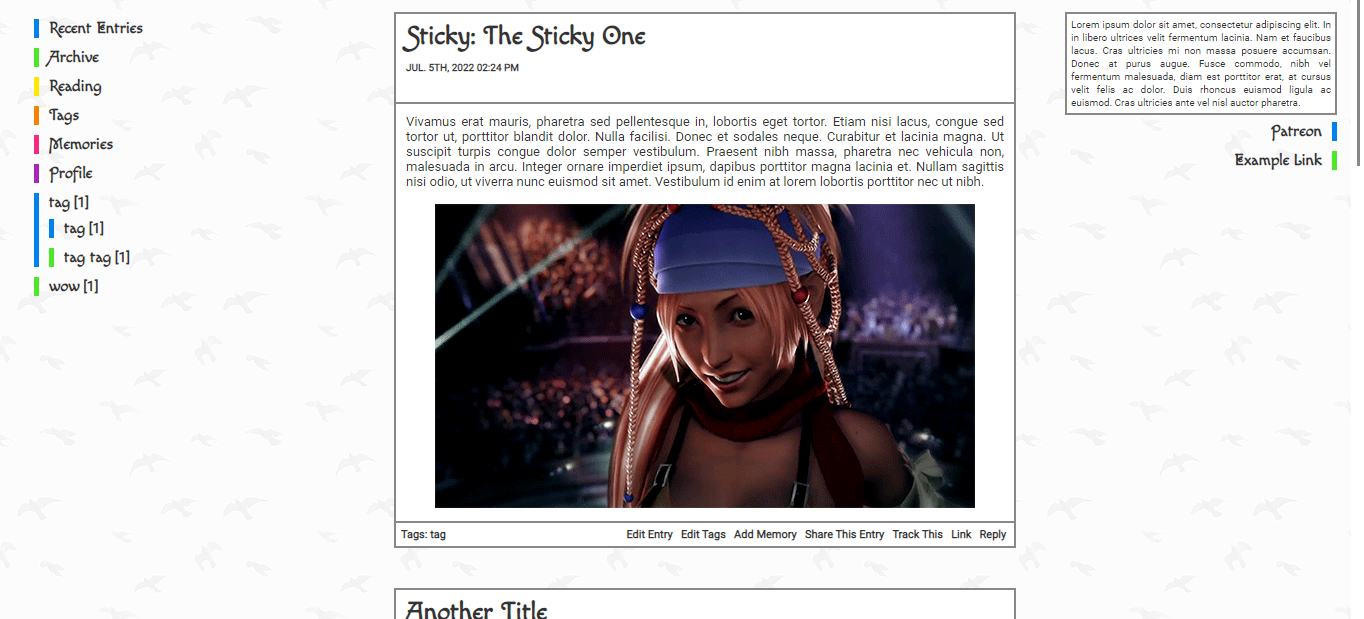 Recent Entries
Archive
Reading
Tags
Memories
Profile
tag [1]
tag [1]
tag tag [1]
wow [1]
Sticky: The Sticky One
JUL. 5TH, 2022 02:24 PM
Vivamus erat mauris, pharetra sed pellentesque in, lobortis eget tortor. Etiam nisi lacus, congue sed
tortor ut, porttitor blandit dolor. Nulla facilisi. Donec et sodales neque. Curabitur et lacinia magna. Ut
suscipit turpis congue dolor semper vestibulum. Praesent nibh massa, pharetra nec vehicula non,
malesuada in arcu. Integer ornare imperdiet ipsum, dapibus porttitor magna lacinia et. Nullam sagittis
nisi odio, ut viverra nunc euismod sit amet. Vestibulum id enim at lorem lobortis porttitor nec ut nibh.
Tags: tag
Edit Entry Edit Tags Add Memory Share This Entry Track This Link Reply
Another Title
Lorem ipsum dolor sit amet, consectetur adipiscing elit. In
in libero ultrices velit fermentum lacinia. Nam et faucibus
lacus. Cras ultricies mi non massa posuere accumsan.
Donec at purus augue. Fusce commodo, nibh vel
fermentum malesuada, diam est porttitor erat, at cursus
velit felis ac dolor. Duis rhoncus euismod ligula ac
euismod. Cras ultricies ante vel nisl auctor pharetra.
Patreon
Example Link